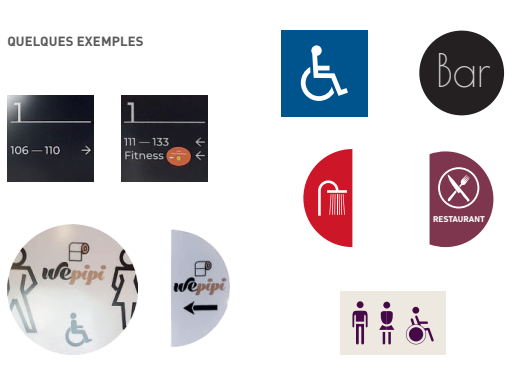 QUELQUES EXEMPLES
Bar
1
106 — 110 →
1
111 — 133 ←
Fitness ←
RESTAURANT
wepipi
wepipi